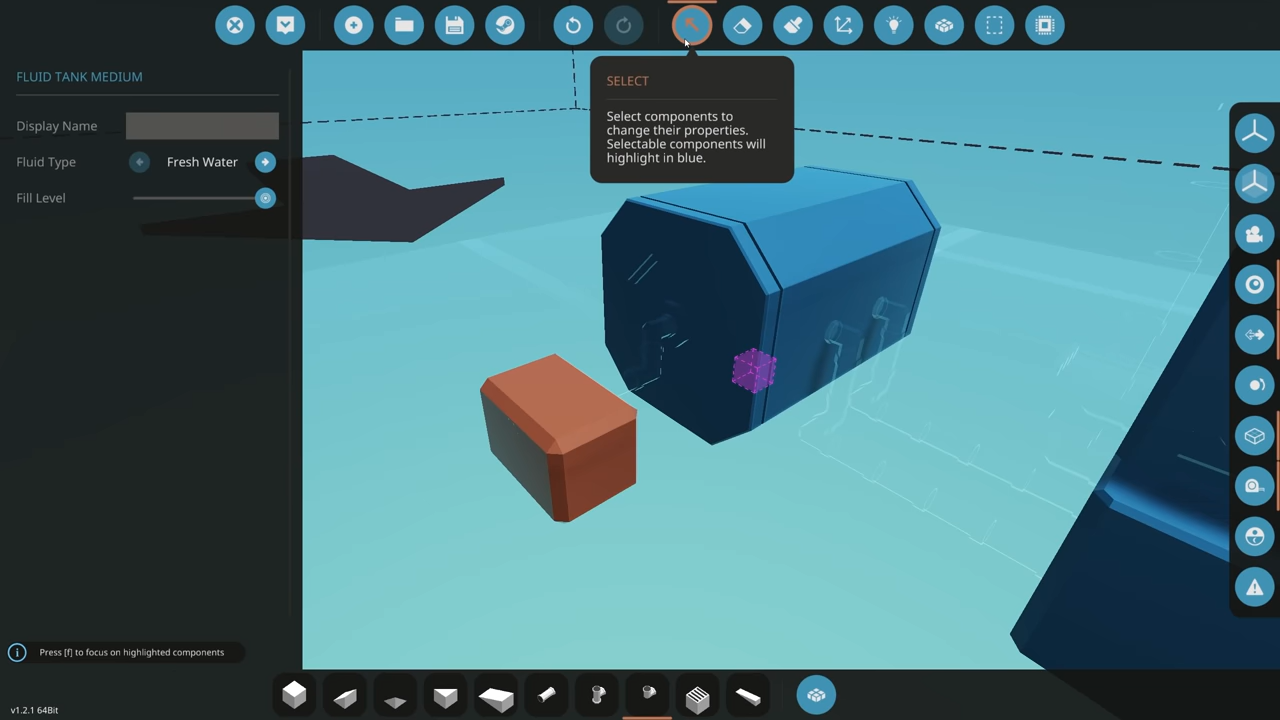 FLUID TANK MEDIUM
Display Name
Fluid Type
Fresh Water
Fill Level
SELECT
Select components to
change their properties.
Selectable components will
highlight in blue.
Press [f] to focus on highlighted components
v1.2.1 64Bit